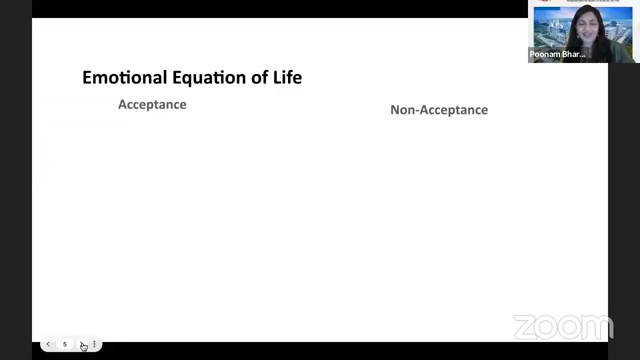 Poonam Bhar...
Emotional Equation of Life
Acceptance
Non-Acceptance
5
zoom